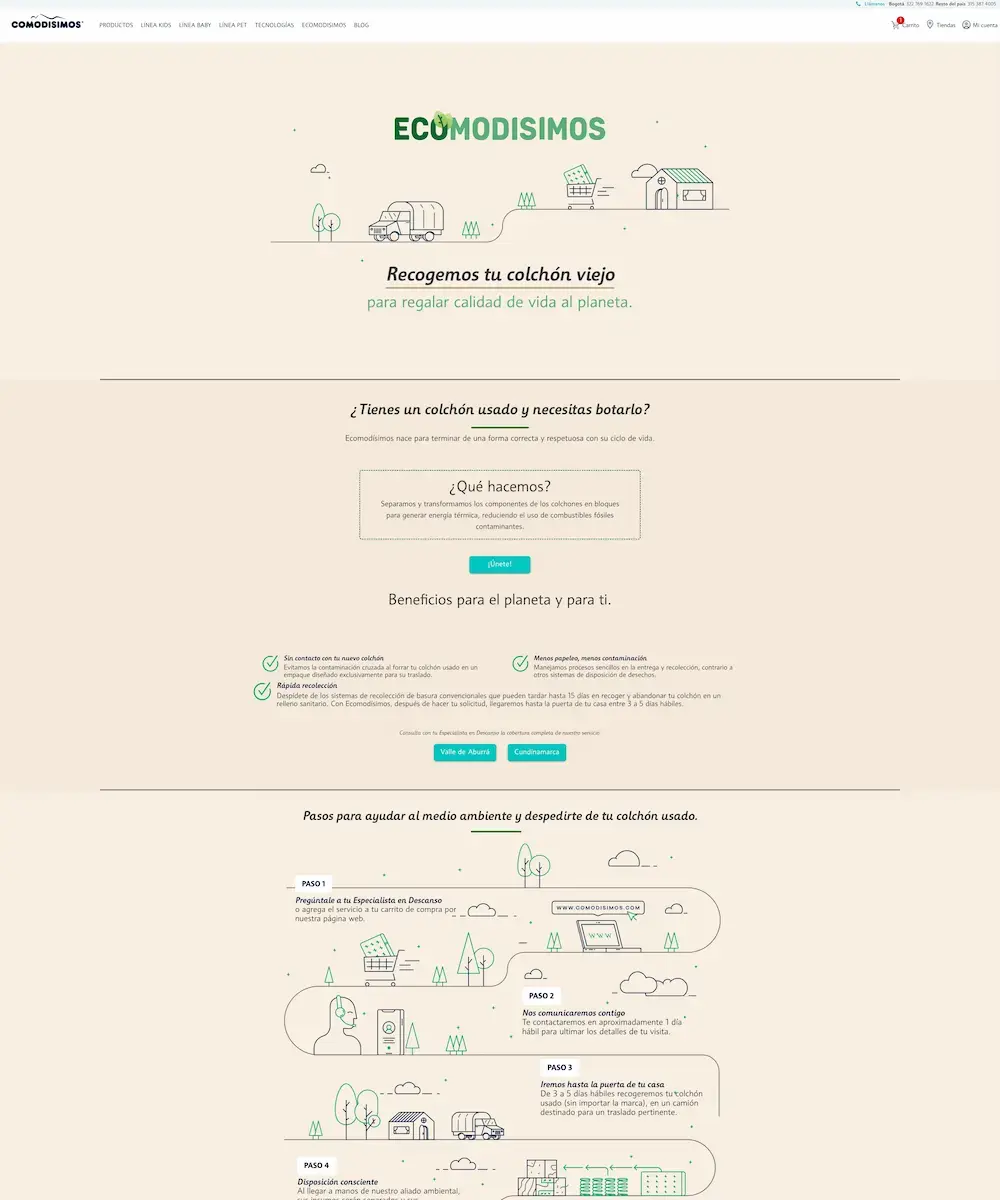 Llámanos: Bogotá 322 769 1622 Resto del país 315 387 4005
COMODISIMOS
PRODUCTOS LÍNEA KIDS LÍNEA BABY LÍNEA PET TECNOLOGÍAS ECOMODISIMOS BLOG
1
Carrito Tiendas Mi cuenta
ECOMODISIMOS
Recogemos tu colchón viejo
para regalar calidad de vida al planeta.
¿Tienes un colchón usado y necesitas botarlo?
Ecomodísimos nace para terminar de una forma correcta y respetuosa con su ciclo de vida.
¿Qué hacemos?
Separamos y transformamos los componentes de los colchones en bloques
para generar energía térmica, reduciendo el uso de combustibles fósiles
contaminantes.
¡Únete!
Beneficios para el planeta y para ti.
Sin contacto con tu nuevo colchón
Evitamos la contaminación cruzada al forrar tu colchón usado en un
empaque diseñado exclusivamente para su traslado.
Menos papeleo, menos contaminación
Manejamos procesos sencillos en la entrega y recolección, contrario a
otros sistemas de disposición de desechos.
Rápida recolección
Despídete de los sistemas de recolección de basura convencionales que pueden tardar hasta 15 días en recoger y abandonar tu colchón en un
relleno sanitario. Con Ecomodísimos, después de hacer tu solicitud, llegaremos hasta la puerta de tu casa entre 3 a 5 días hábiles.
Consulta con tu Especialista en Descanso la cobertura completa de nuestro servicio.
Valle de Aburrá Cundinamarca
Pasos para ayudar al medio ambiente y despedirte de tu colchón usado.
PASO 1
Pregúntale a tu Especialista en Descanso
o agrega el servicio a tu carrito de compra por
nuestra página web.
WWW.COMODISIMOS.COM
WWW
PASO 2
Nos comunicaremos contigo
Te contactaremos en aproximadamente 1 día
hábil para ultimar los detalles de tu visita.
PASO 3
Iremos hasta la puerta de tu casa
De 3 a 5 días hábiles recogeremos tu colchón
usado (sin importar la marca), en un camión
destinado para un traslado pertinente.
PASO 4
Disposición consciente
Al llegar a manos de nuestro aliado ambiental,
sus insumos serán separados y sus